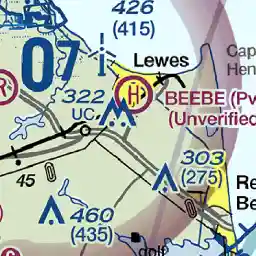 426
(415)
07
Lewes
Cap
Hen
R
H
BEEBE (Pv
(Unverified
322
UC
303
(275)
45
Re
Be
460
(435)
golf